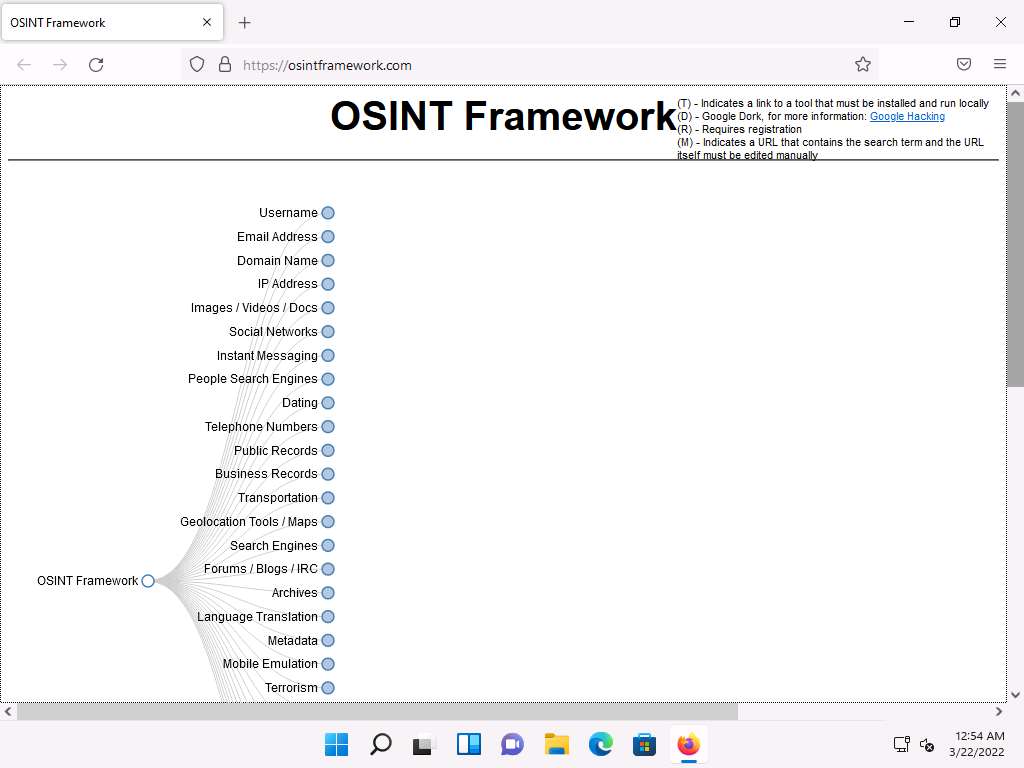 OSINT Framework
https://osintframework.com
OSINT Framework
(T) - Indicates a link to a tool that must be installed and run locally
(D) - Google Dork, for more information: Google Hacking
(R) - Requires registration
(M) - Indicates a URL that contains the search term and the URL
itself must be edited manually
Username
Email Address
Domain Name
IP Address
Images / Videos / Docs
Social Networks
Instant Messaging
People Search Engines
Dating
Telephone Numbers
Public Records
Business Records
Transportation
Geolocation Tools / Maps
Search Engines
Forums / Blogs / IRC
OSINT Framework
Archives
Language Translation
Metadata
Mobile Emulation
Terrorism
12:54 AM
3/22/2022